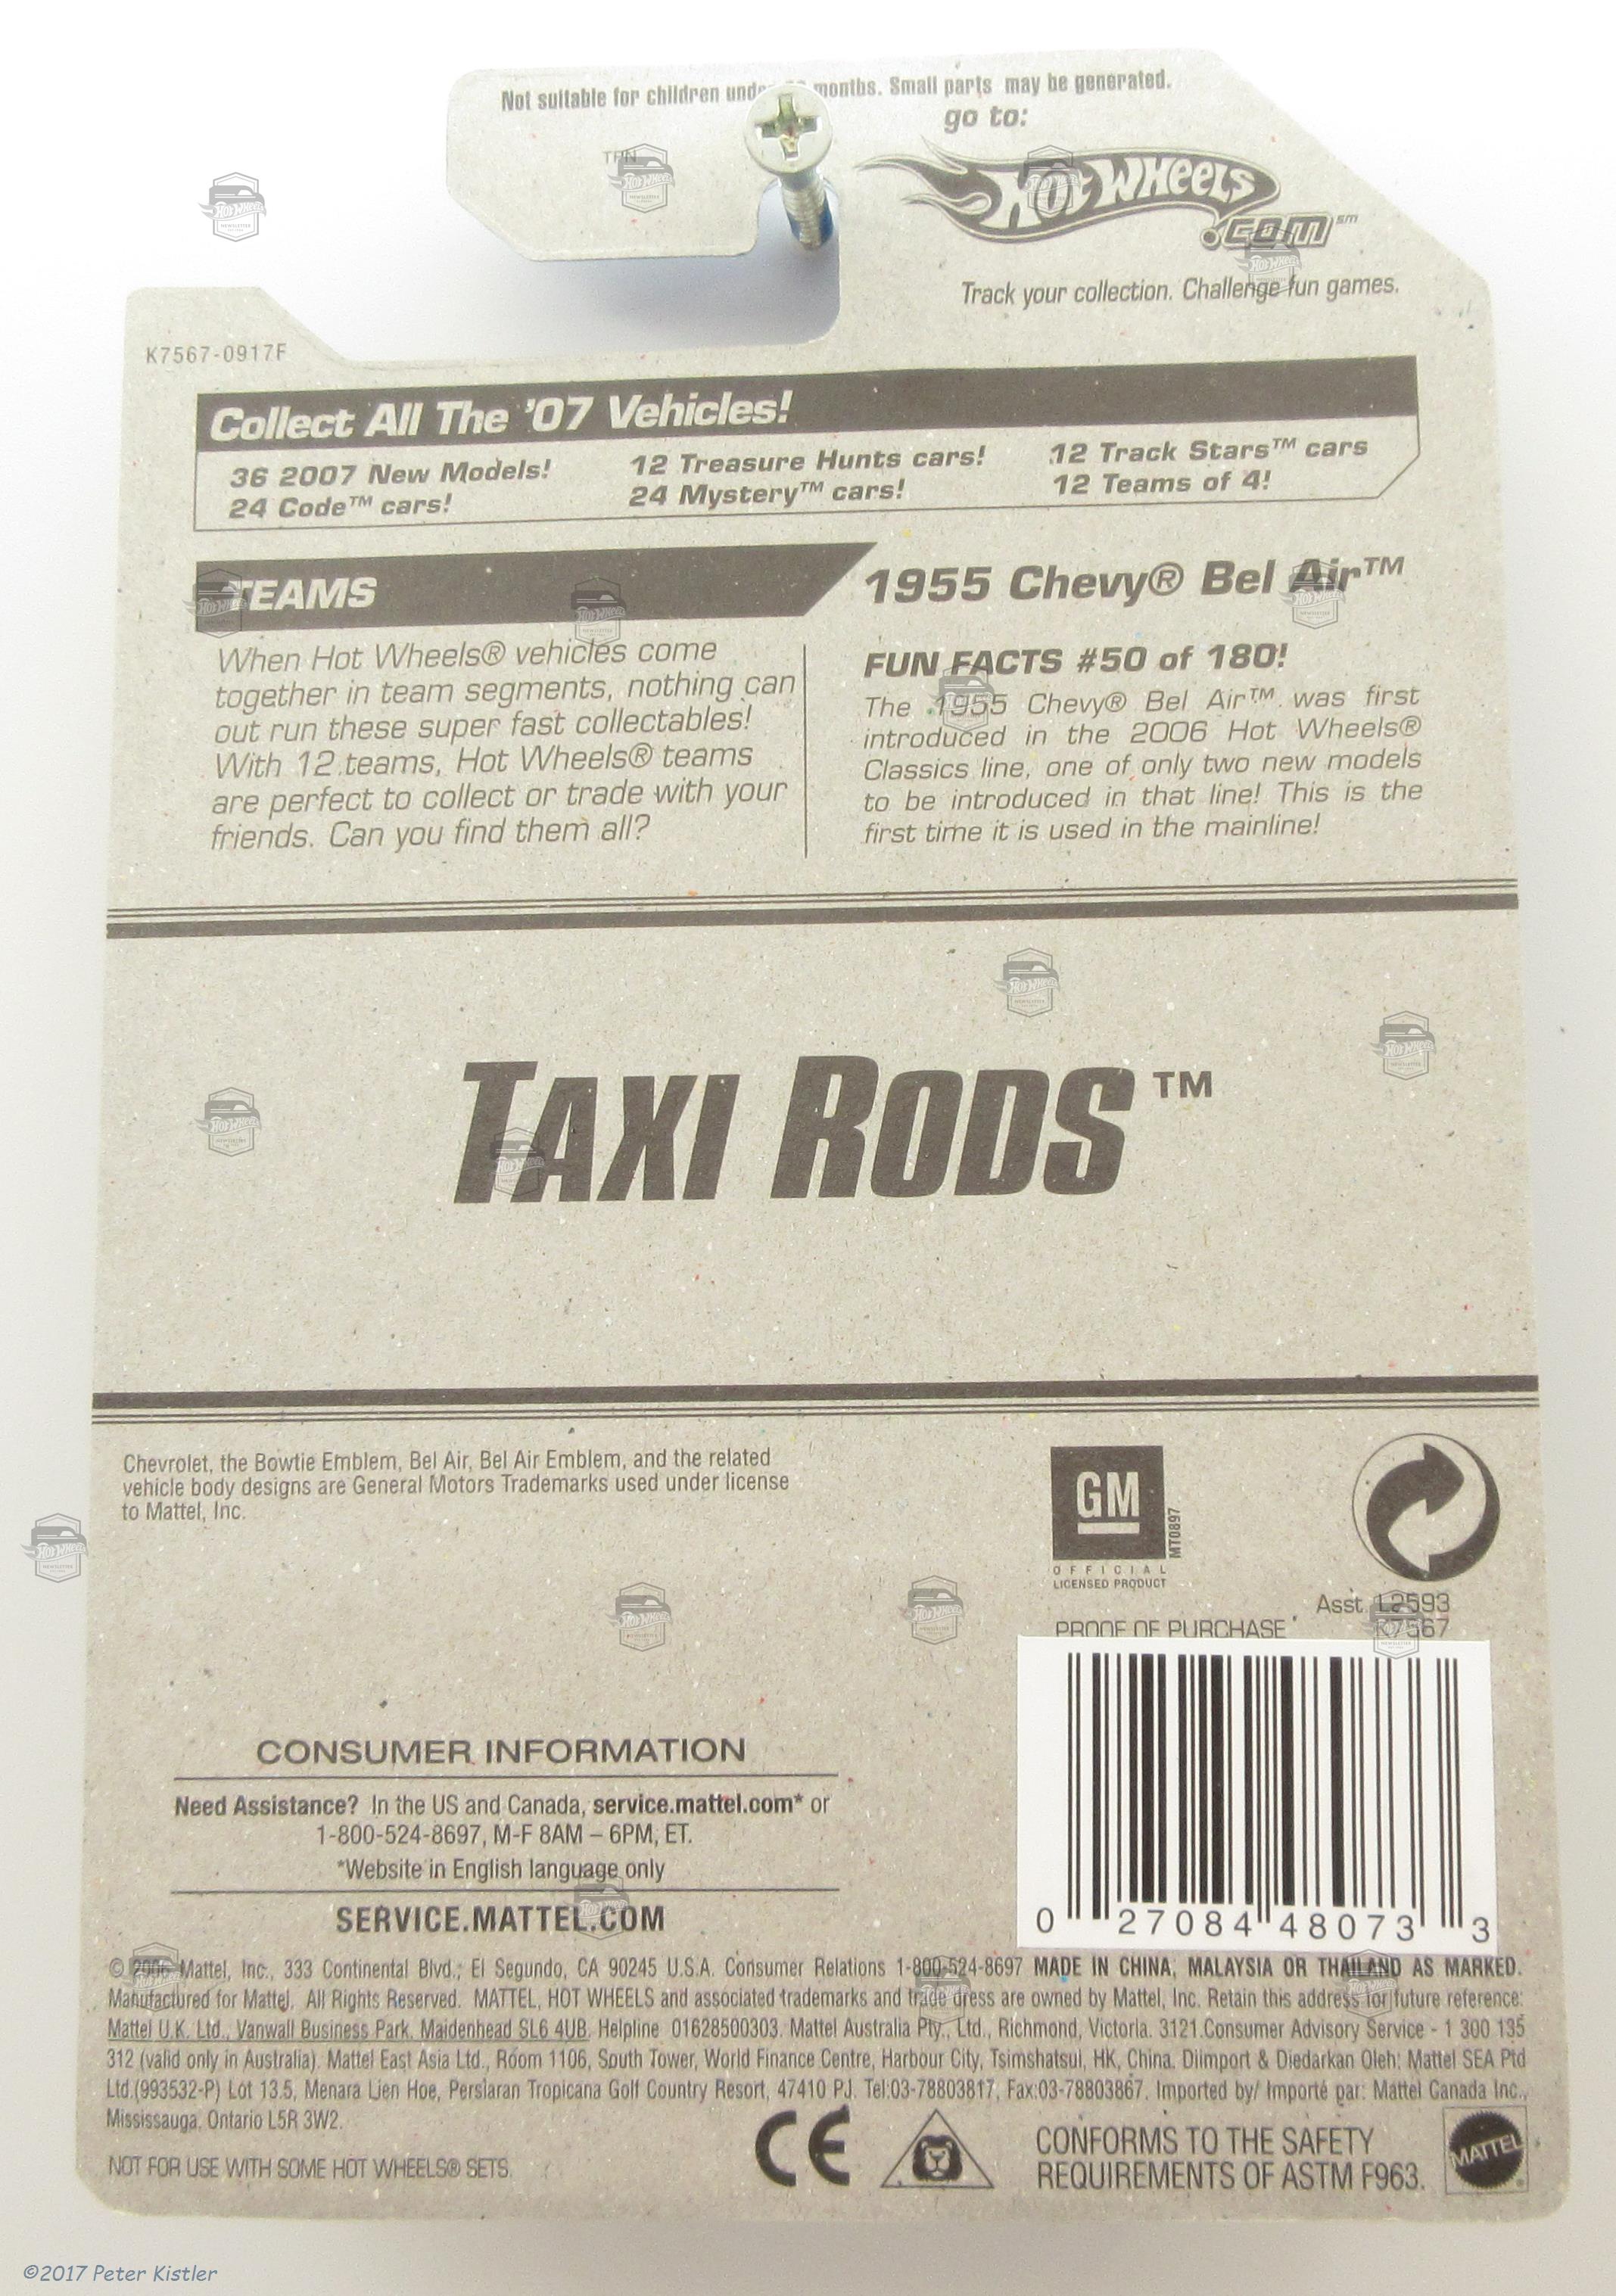 Not suitable for children under months. Small parts may be generated.
go to:
TPN
Hot Wheels
.com℠
Track your collection. Challenge fun games.
K7567-0917F
Collect All The '07 Vehicles!
36 2007 New Models!
24 Code™ cars!
12 Treasure Hunts cars!
24 Mystery™ cars!
12 Track Stars™ cars
12 Teams of 4!
TEAMS
When Hot Wheels® vehicles come
together in team segments, nothing can
out run these super fast collectables!
With 12 teams, Hot Wheels® teams
are perfect to collect or trade with your
friends. Can you find them all?
1955 Chevy® Bel Air™
FUN FACTS #50 of 180!
The 1955 Chevy® Bel Air™ was first
introduced in the 2006 Hot Wheels®
Classics line, one of only two new models
to be introduced in that line! This is the
first time it is used in the mainline!
TAXI RODS™
Chevrolet, the Bowtie Emblem, Bel Air, Bel Air Emblem, and the related
vehicle body designs are General Motors Trademarks used under license
to Mattel, Inc.
GM
MT0897
OFFICIAL
LICENSED PRODUCT
Asst. L2593
K7567
PROOF OF PURCHASE
0 27084 48073 3
CONSUMER INFORMATION
Need Assistance? In the US and Canada, service.mattel.com* or
1-800-524-8697, M-F 8AM – 6PM, ET.
*Website in English language only
SERVICE.MATTEL.COM
© 2006 Mattel, Inc., 333 Continental Blvd., El Segundo, CA 90245 U.S.A. Consumer Relations 1-800-524-8697 MADE IN CHINA, MALAYSIA OR THAILAND AS MARKED.
Manufactured for Mattel. All Rights Reserved. MATTEL, HOT WHEELS and associated trademarks and trade dress are owned by Mattel, Inc. Retain this address for future reference:
Mattel U.K. Ltd., Vanwall Business Park, Maidenhead SL6 4UB. Helpline 01628500303. Mattel Australia Pty., Ltd., Richmond, Victoria. 3121.Consumer Advisory Service - 1 300 135
312 (valid only in Australia). Mattel East Asia Ltd., Room 1106, South Tower, World Finance Centre, Harbour City, Tsimshatsui, HK, China. Diimport & Diedarkan Oleh: Mattel SEA Ptd
Ltd.(993532-P) Lot 13.5, Menara Lien Hoe, Persiaran Tropicana Golf Country Resort, 47410 PJ. Tel:03-78803817, Fax:03-78803867. Imported by/ Importé par: Mattel Canada Inc.,
Mississauga, Ontario L5R 3W2.
NOT FOR USE WITH SOME HOT WHEELS® SETS.
CE
CONFORMS TO THE SAFETY
REQUIREMENTS OF ASTM F963.
MATTEL
©2017 Peter Kistler